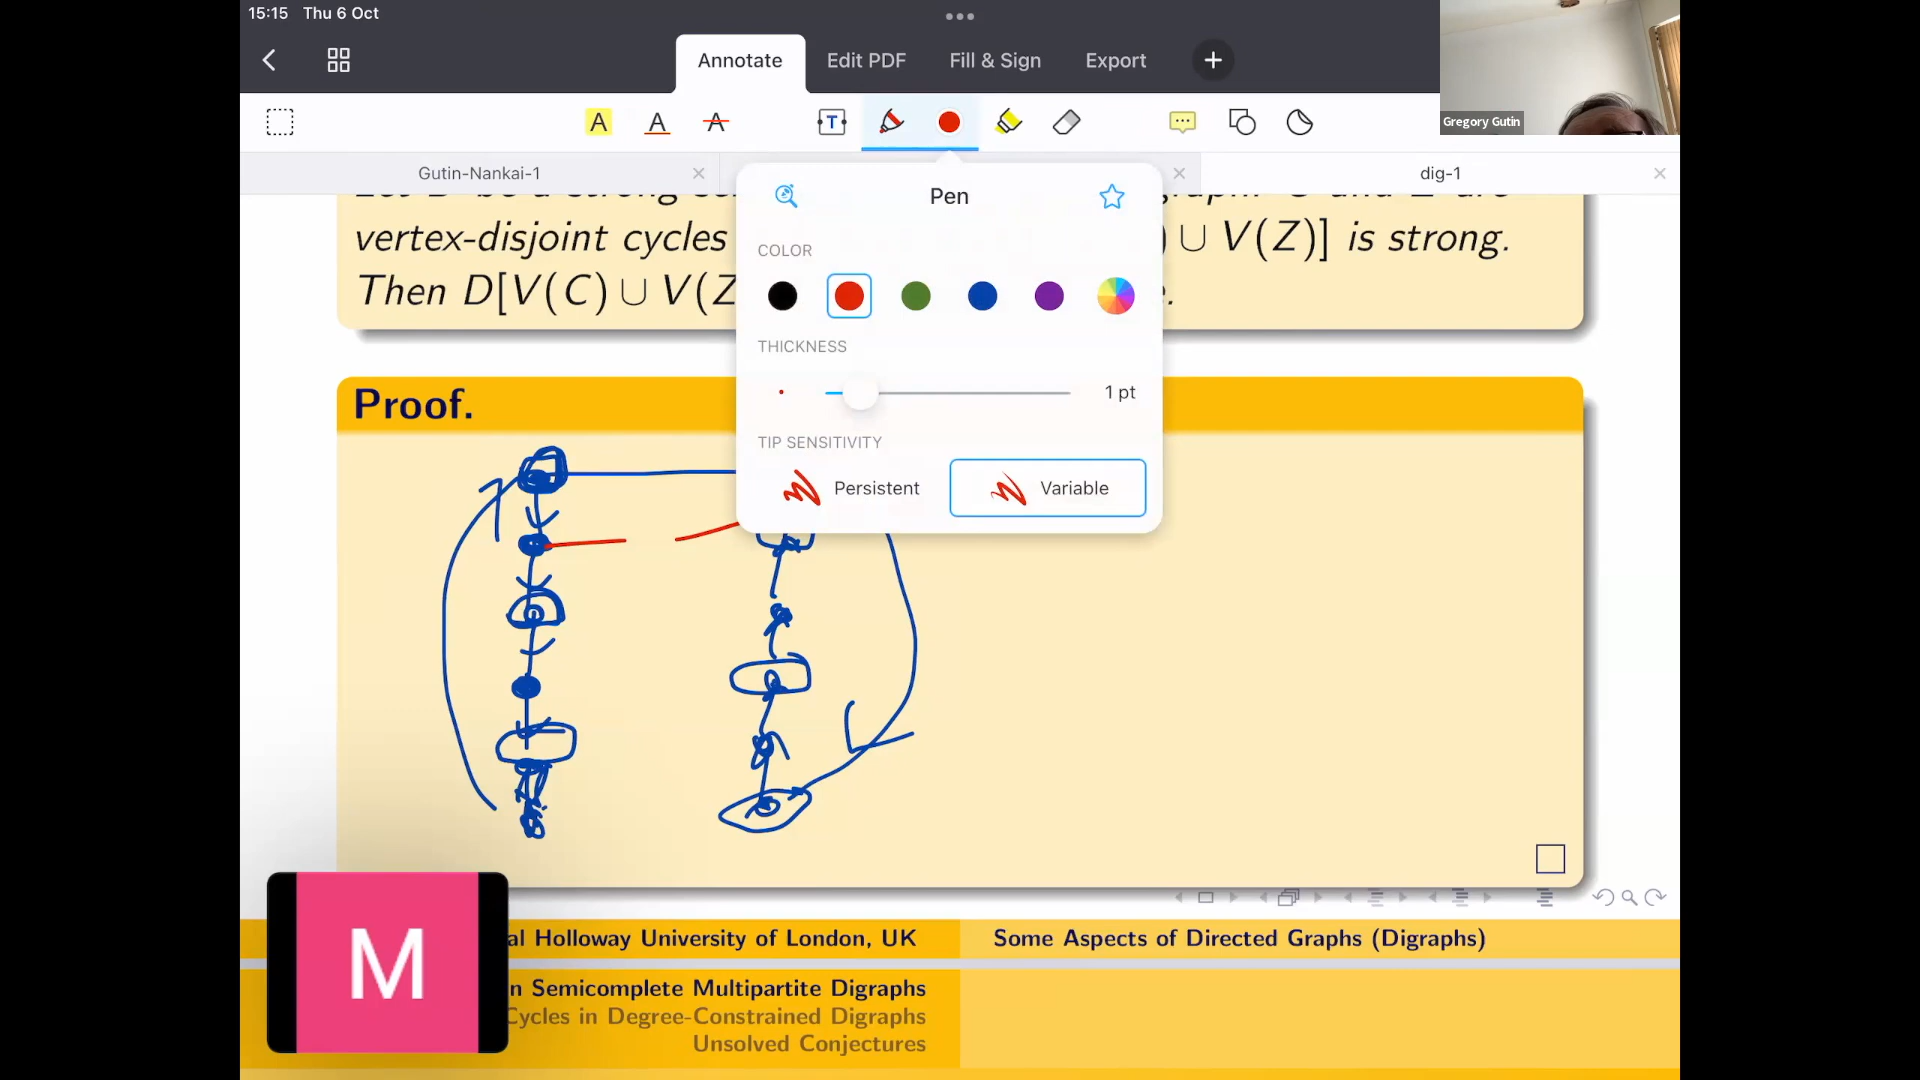 15:15 Thu 6 Oct
Annotate Edit PDF Fill & Sign Export
Gregory Gutin
A A A T
Gutin-Nankai-1 dig-1
vertex-disjoint cycles ) ∪ V(Z)] is strong.
Then D[V(C) ∪ V(Z
Pen
COLOR
THICKNESS
1 pt
TIP SENSITIVITY
Persistent Variable
Proof.
al Holloway University of London, UK Some Aspects of Directed Graphs (Digraphs)
M
n Semicomplete Multipartite Digraphs
Cycles in Degree-Constrained Digraphs
Unsolved Conjectures